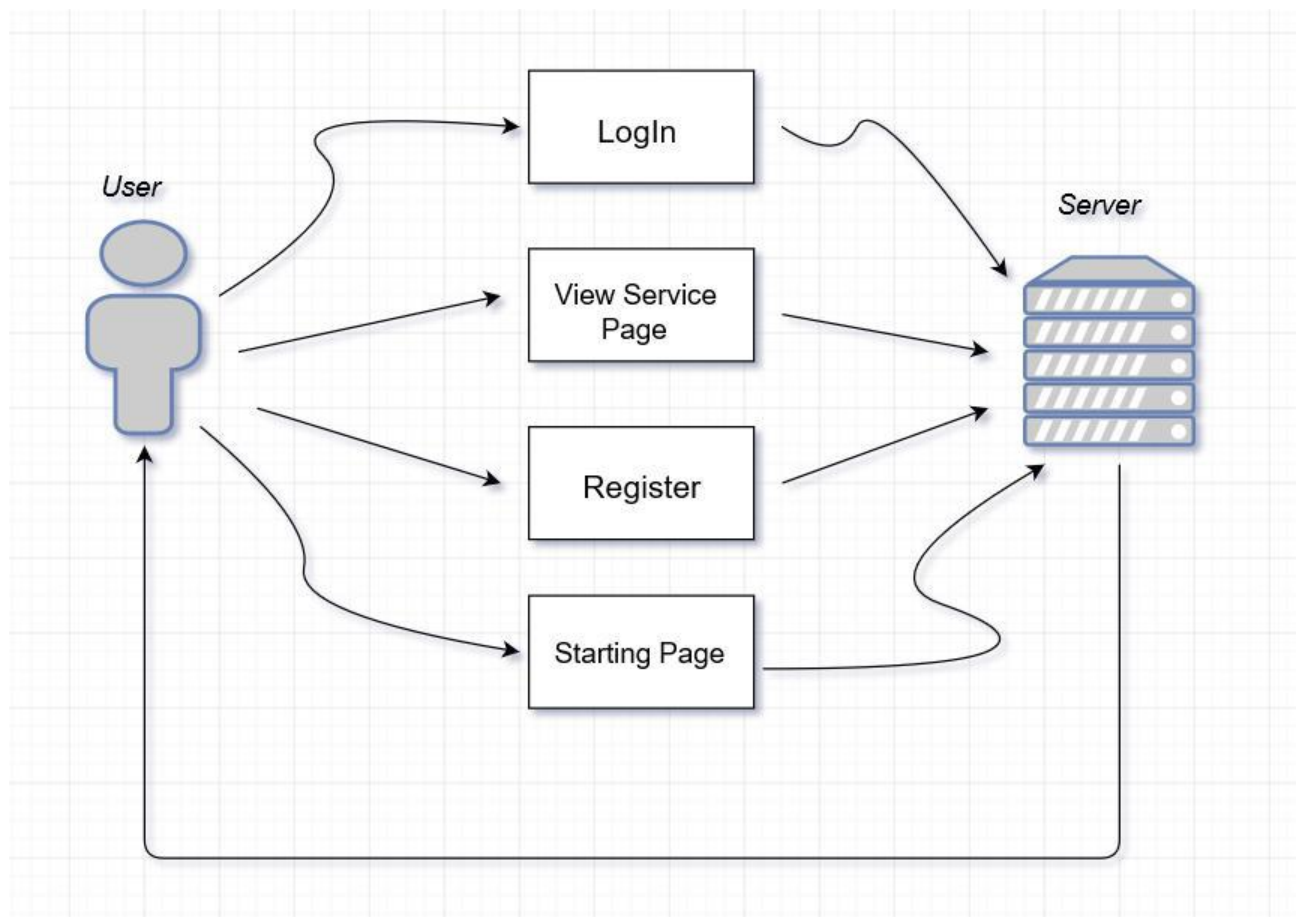 User
LogIn
Server
View Service
Page
Register
Starting Page